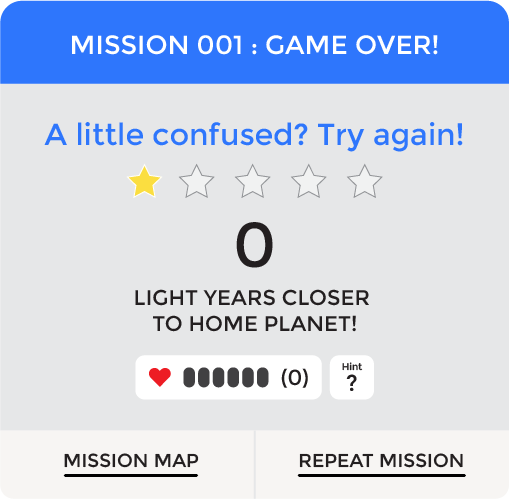 MISSION 001 : GAME OVER!
A little confused? Try again!
0
LIGHT YEARS CLOSER
TO HOME PLANET!
(0)
Hint
?
MISSION MAP
REPEAT MISSION